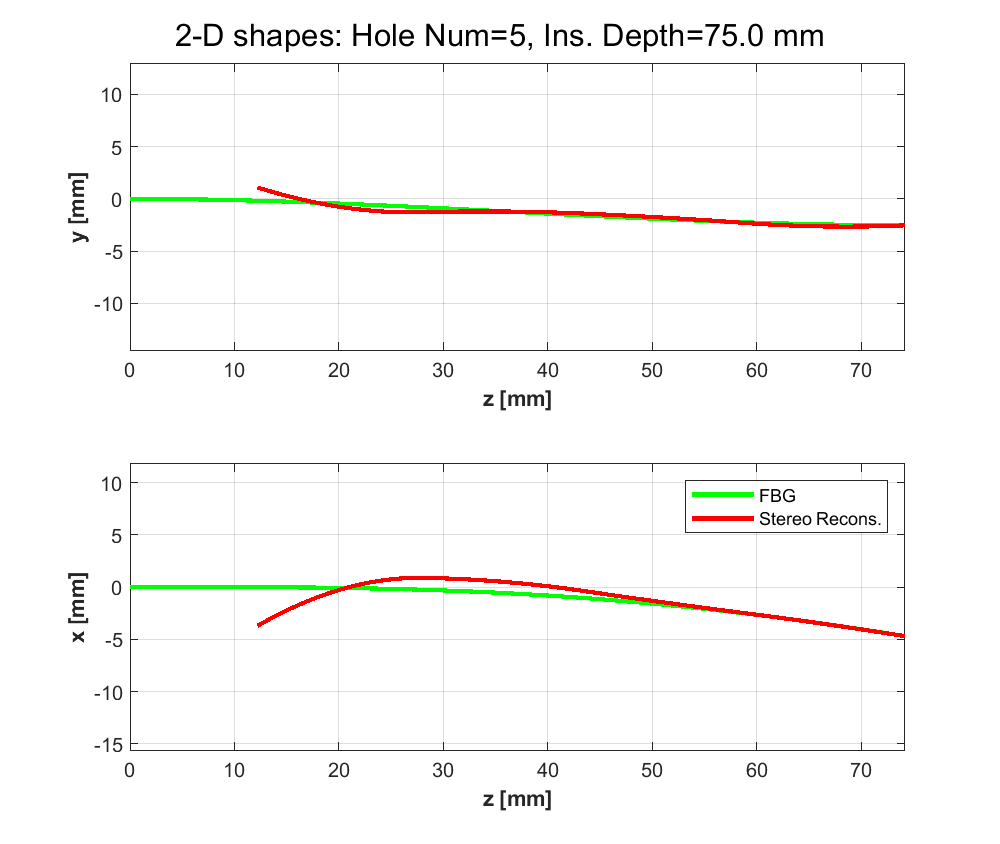 2-D shapes: Hole Num=5, Ins. Depth=75.0 mm
10
5
0
-5
-10
y [mm]
0 10 20 30 40 50 60 70
z [mm]
10
5
0
-5
-10
-15
x [mm]
FBG
Stereo Recons.
0 10 20 30 40 50 60 70
z [mm]